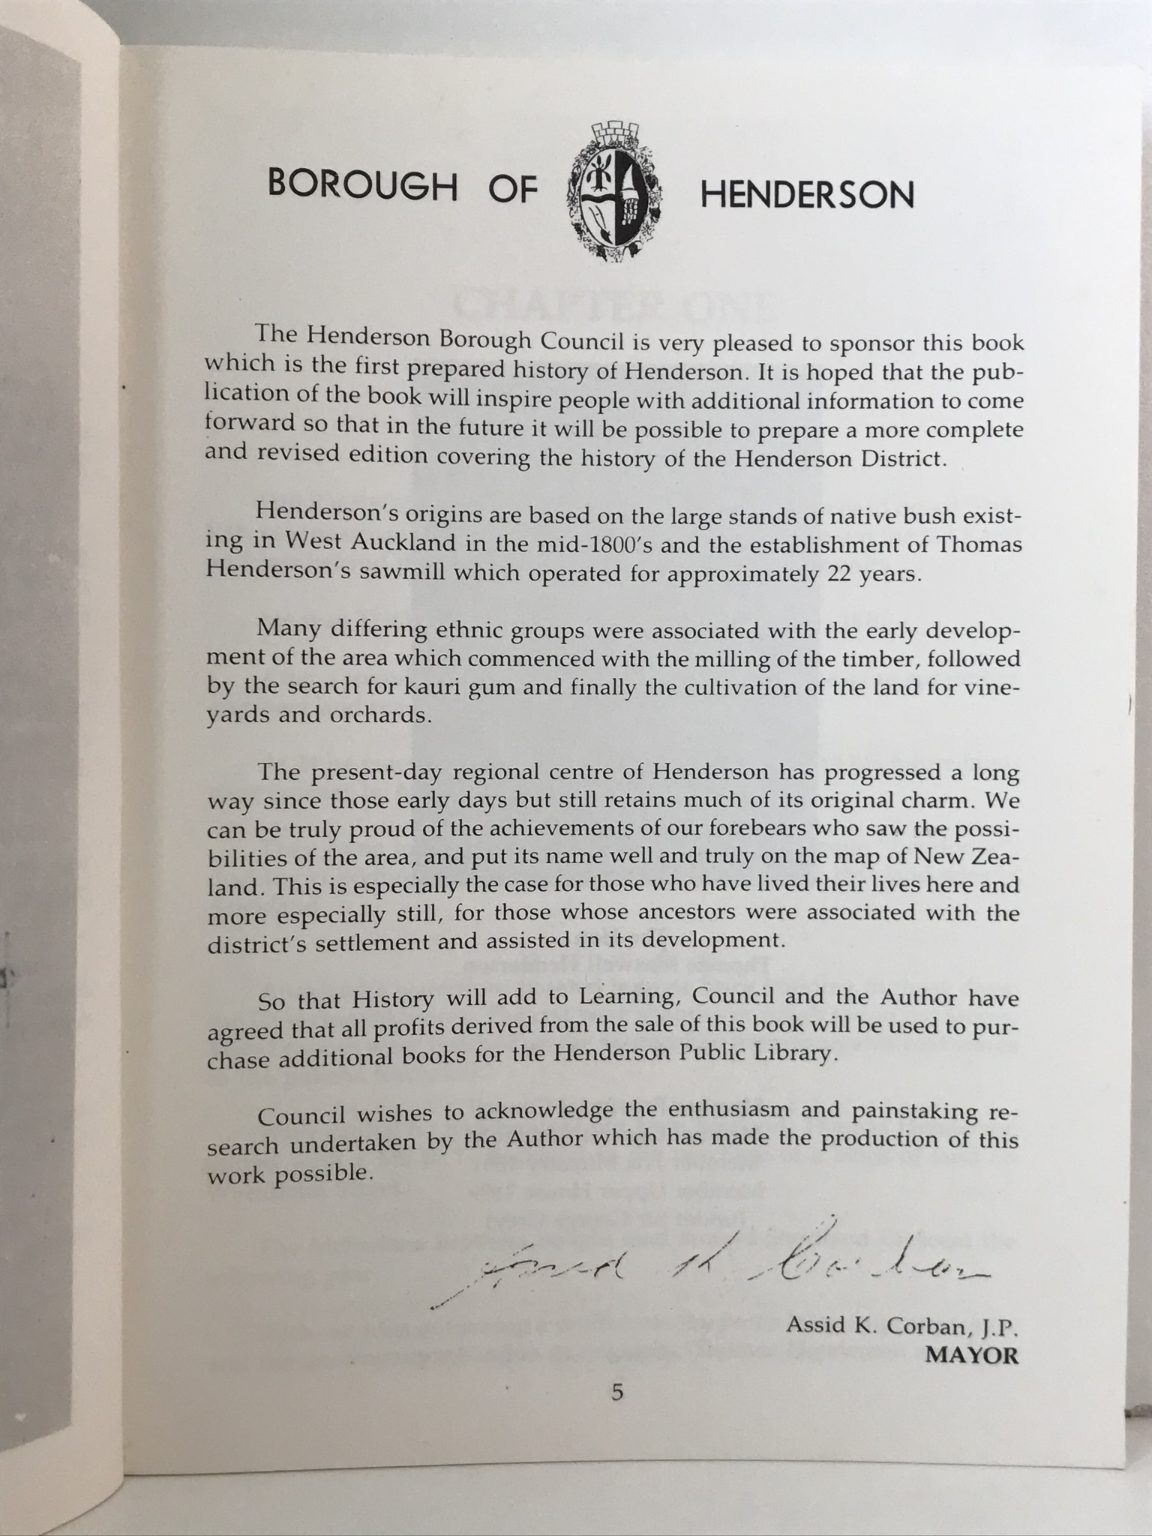 BOROUGH OF HENDERSON
The Henderson Borough Council is very pleased to sponsor this book
which is the first prepared history of Henderson. It is hoped that the pub-
lication of the book will inspire people with additional information to come
forward so that in the future it will be possible to prepare a more complete
and revised edition covering the history of the Henderson District.
Henderson's origins are based on the large stands of native bush exist-
ing in West Auckland in the mid-1800's and the establishment of Thomas
Henderson's sawmill which operated for approximately 22 years.
Many differing ethnic groups were associated with the early develop-
ment of the area which commenced with the milling of the timber, followed
by the search for kauri gum and finally the cultivation of the land for vine-
yards and orchards.
The present-day regional centre of Henderson has progressed a long
way since those early days but still retains much of its original charm. We
can be truly proud of the achievements of our forebears who saw the possi-
bilities of the area, and put its name well and truly on the map of New Zea-
land. This is especially the case for those who have lived their lives here and
more especially still, for those whose ancestors were associated with the
district's settlement and assisted in its development.
So that History will add to Learning, Council and the Author have
agreed that all profits derived from the sale of this book will be used to pur-
chase additional books for the Henderson Public Library.
Council wishes to acknowledge the enthusiasm and painstaking re-
search undertaken by the Author which has made the production of this
work possible.
Assid K Corban
Assid K. Corban, J.P.
MAYOR
5